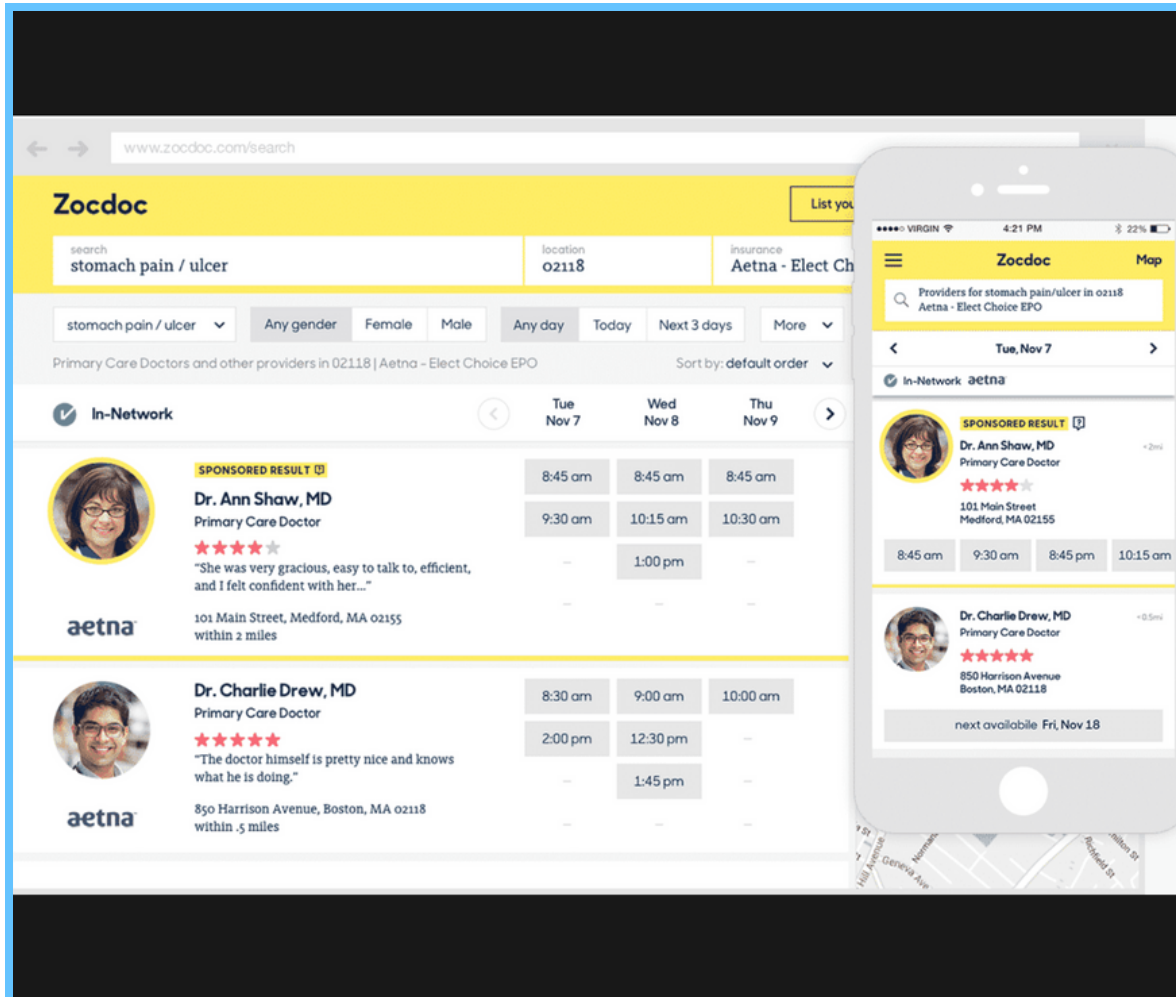 www.zocdoc.com/search
Zocdoc
List you
search
stomach pain / ulcer
location
02118
insurance
Aetna - Elect Ch
stomach pain / ulcer
Any gender
Female
Male
Any day
Today
Next 3 days
More
Primary Care Doctors and other providers in 02118 | Aetna - Elect Choice EPO
Sort by: default order
In-Network
Tue
Nov 7
Wed
Nov 8
Thu
Nov 9
SPONSORED RESULT
Dr. Ann Shaw, MD
Primary Care Doctor
"She was very gracious, easy to talk to, efficient,
and I felt confident with her..."
aetna
101 Main Street, Medford, MA 02155
within 2 miles
8:45 am 8:45 am 8:45 am
9:30 am 10:15 am 10:30 am
1:00 pm
Dr. Charlie Drew, MD
Primary Care Doctor
"The doctor himself is pretty nice and knows
what he is doing."
aetna
850 Harrison Avenue, Boston, MA 02118
within .5 miles
8:30 am 9:00 am 10:00 am
2:00 pm 12:30 pm
1:45 pm
VIRGIN 4:21 PM 22%
Zocdoc Map
Providers for stomach pain/ulcer in 02118
Aetna - Elect Choice EPO
Tue, Nov 7
In-Network aetna
SPONSORED RESULT
Dr. Ann Shaw, MD <2mi
Primary Care Doctor
101 Main Street
Medford, MA 02155
8:45 am 9:30 am 8:45 pm 10:15 am
Dr. Charlie Drew, MD <0.5mi
Primary Care Doctor
850 Harrison Avenue
Boston, MA 02118
next availabile Fri, Nov 18
Hill Avenue
Geneva Ave
Richfield St